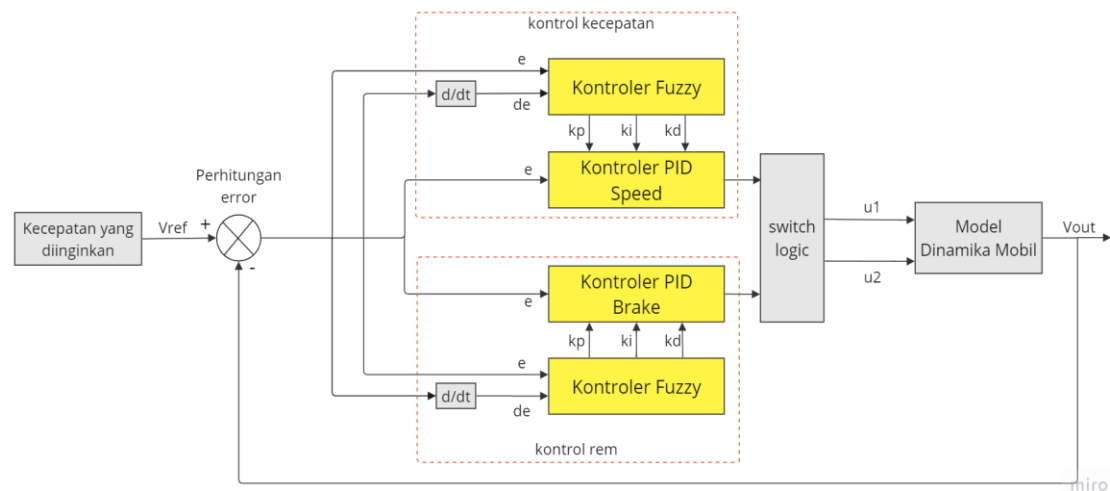 kontrol kecepatan
e
d/dt
de
Kontroler Fuzzy
kp
ki
kd
e
Kontroler PID
Speed
Perhitungan
error
Kecepatan yang
diinginkan
Vref
+
-
switch
logic
u1
u2
Model
Dinamika Mobil
Vout
e
Kontroler PID
Brake
kp
ki
kd
e
d/dt
de
Kontroler Fuzzy
kontrol rem
miro